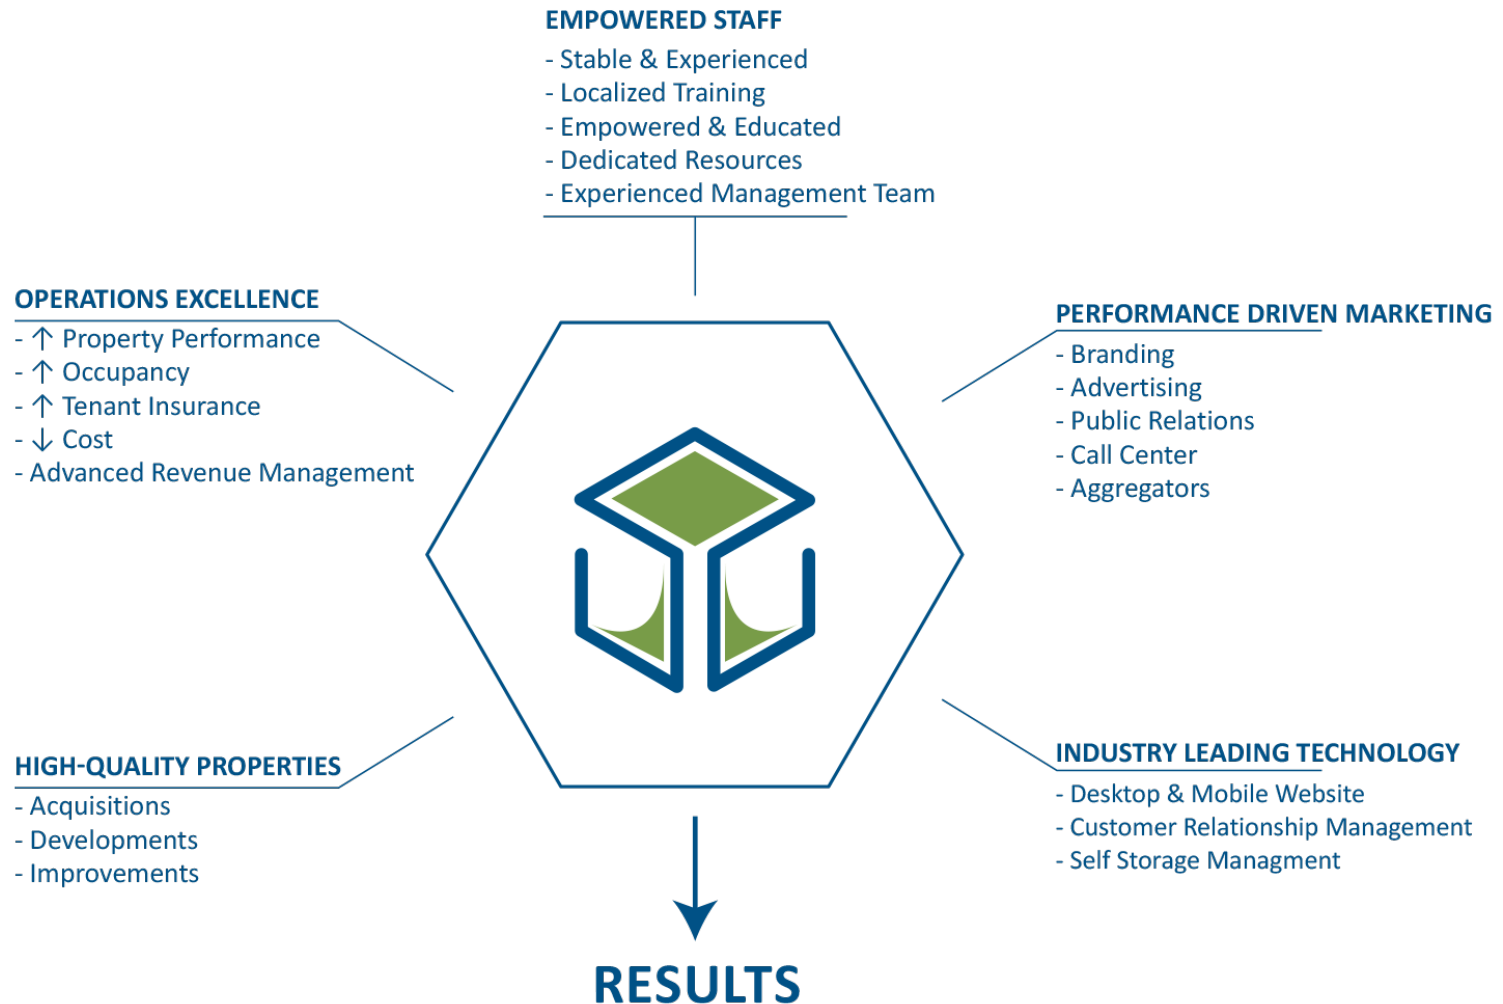 EMPOWERED STAFF
- Stable & Experienced
- Localized Training
- Empowered & Educated
- Dedicated Resources
- Experienced Management Team
OPERATIONS EXCELLENCE
- ↑ Property Performance
- ↑ Occupancy
- ↑ Tenant Insurance
- ↓ Cost
- Advanced Revenue Management
PERFORMANCE DRIVEN MARKETING
- Branding
- Advertising
- Public Relations
- Call Center
- Aggregators
HIGH-QUALITY PROPERTIES
- Acquisitions
- Developments
- Improvements
INDUSTRY LEADING TECHNOLOGY
- Desktop & Mobile Website
- Customer Relationship Management
- Self Storage Managment
RESULTS